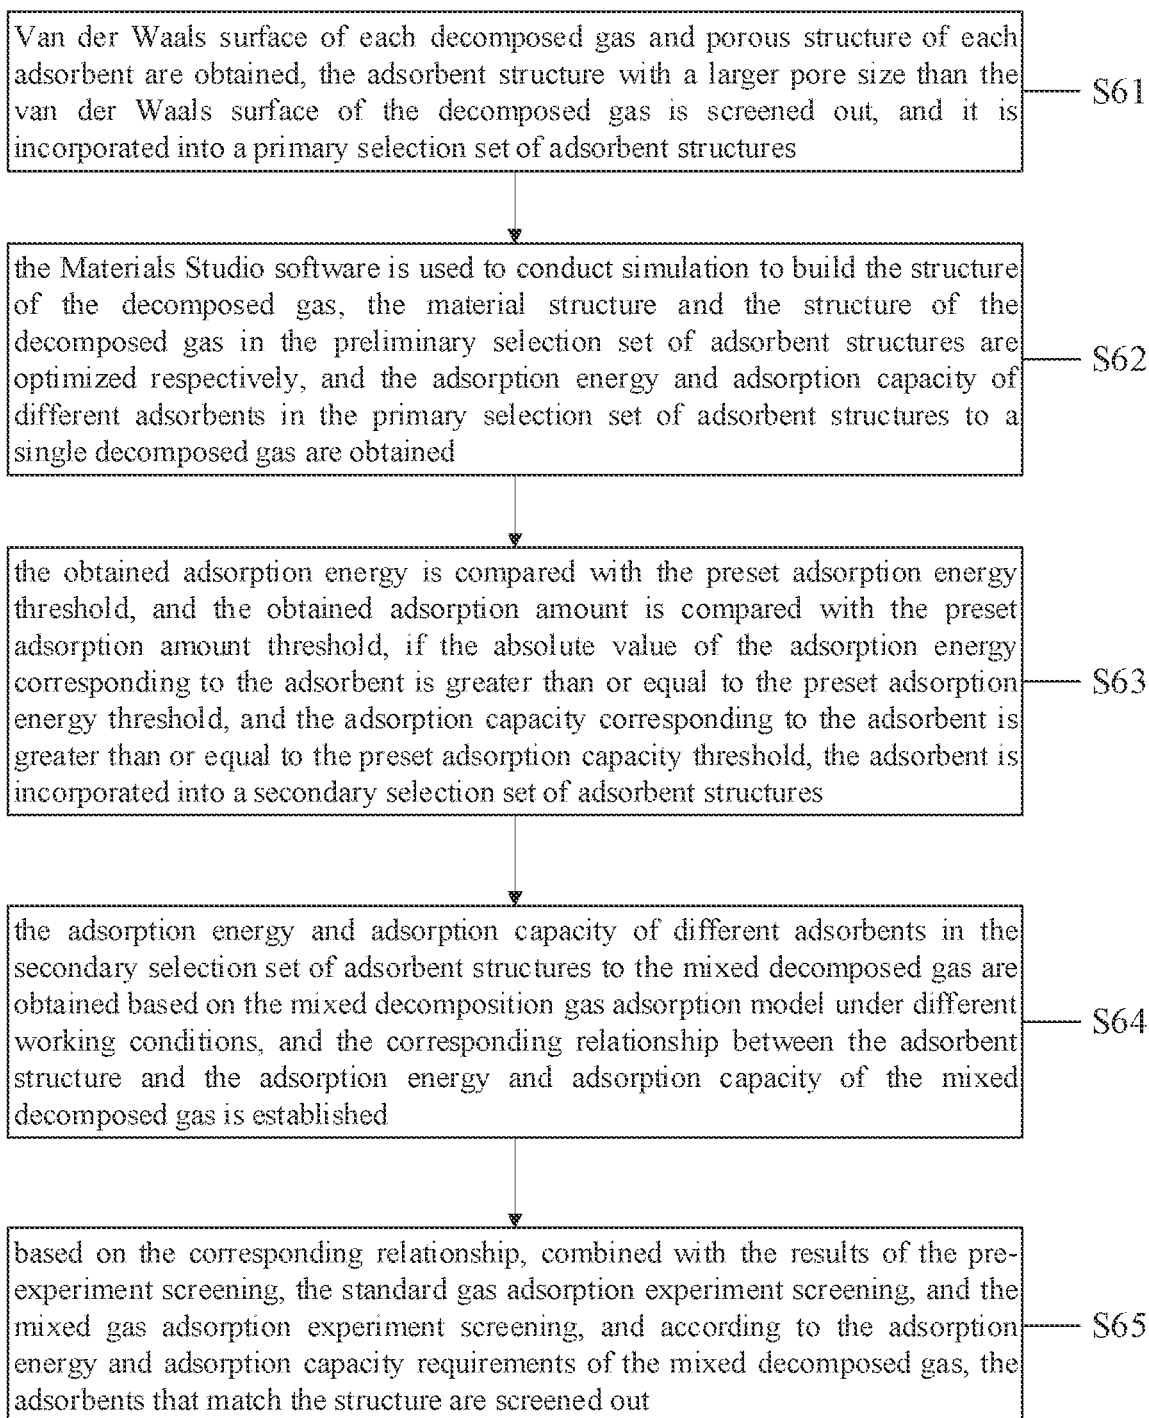 Van der Waals surface of each decomposed gas and porous structure of each
adsorbent are obtained, the adsorbent structure with a larger pore size than the
van der Waals surface of the decomposed gas is screened out, and it is
incorporated into a primary selection set of adsorbent structures
S61
the Materials Studio software is used to conduct simulation to build the structure
of the decomposed gas, the material structure and the structure of the
decomposed gas in the preliminary selection set of adsorbent structures are
optimized respectively, and the adsorption energy and adsorption capacity of
different adsorbents in the primary selection set of adsorbent structures to a
single decomposed gas are obtained
S62
the obtained adsorption energy is compared with the preset adsorption energy
threshold, and the obtained adsorption amount is compared with the preset
adsorption amount threshold, if the absolute value of the adsorption energy
corresponding to the adsorbent is greater than or equal to the preset adsorption
energy threshold, and the adsorption capacity corresponding to the adsorbent is
greater than or equal to the preset adsorption capacity threshold, the adsorbent is
incorporated into a secondary selection set of adsorbent structures
S63
the adsorption energy and adsorption capacity of different adsorbents in the
secondary selection set of adsorbent structures to the mixed decomposed gas are
obtained based on the mixed decomposition gas adsorption model under different
working conditions, and the corresponding relationship between the adsorbent
structure and the adsorption energy and adsorption capacity of the mixed
decomposed gas is established
S64
based on the corresponding relationship, combined with the results of the pre-
experiment screening, the standard gas adsorption experiment screening, and the
mixed gas adsorption experiment screening, and according to the adsorption
energy and adsorption capacity requirements of the mixed decomposed gas, the
adsorbents that match the structure are screened out
S65